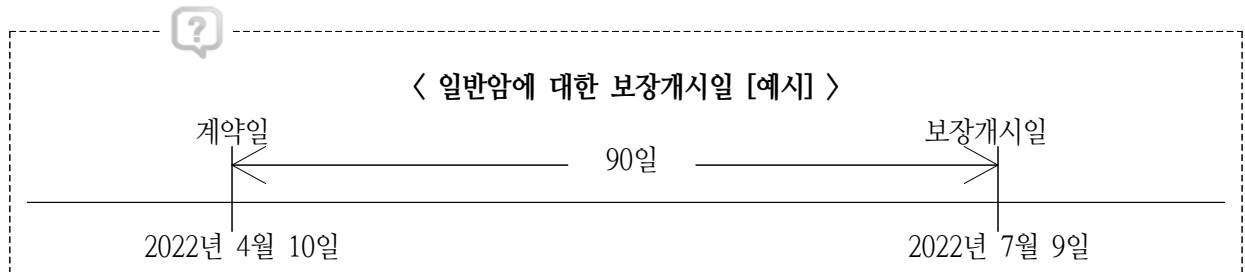 ?
〈 일반암에 대한 보장개시일 [예시] 〉
계약일 보장개시일
90일
2022년 4월 10일 2022년 7월 9일